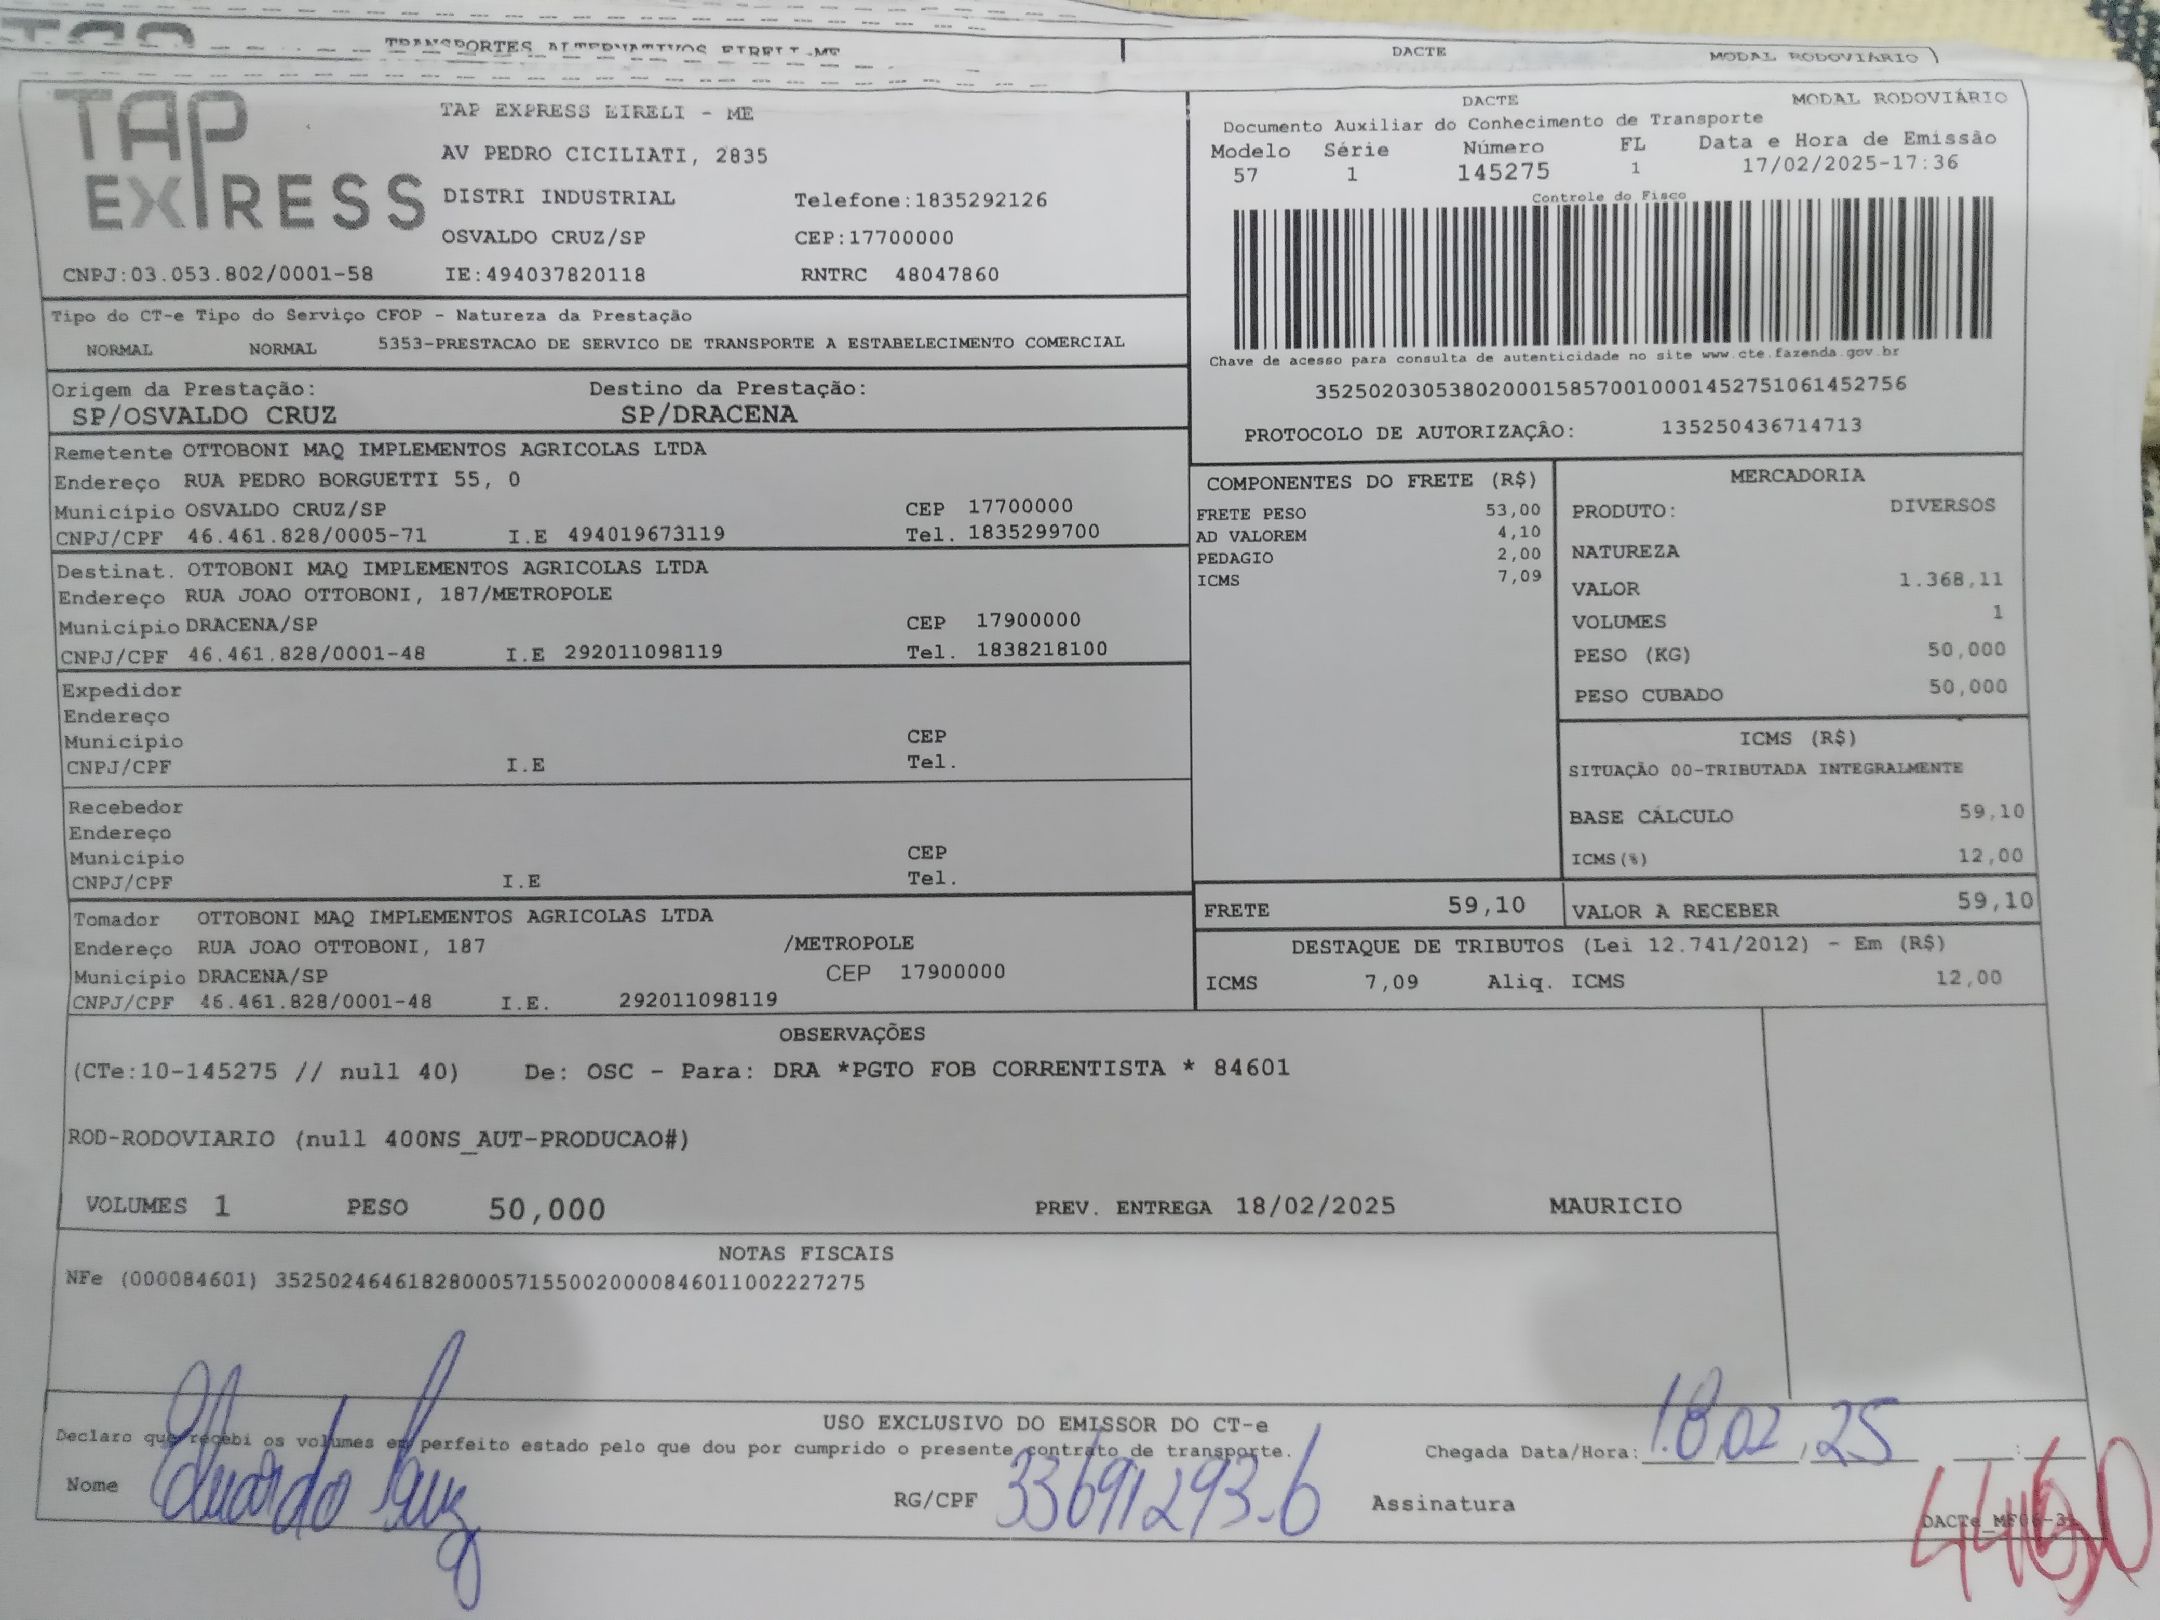 TRANSPORTES ALTERNATIVOS EIRELI-ME DACTE MODAL RODOVIÁRIO
TAP EXPRESS
TAP EXPRESS EIRELI - ME
AV PEDRO CICILIATI, 2835
DISTRI INDUSTRIAL Telefone:1835292126
OSVALDO CRUZ/SP CEP:17700000
CNPJ:03.053.802/0001-58 IE:494037820118 RNTRC 48047860
DACTE MODAL RODOVIÁRIO
Documento Auxiliar do Conhecimento de Transporte
Modelo Série Número FL Data e Hora de Emissão
57 1 145275 1 17/02/2025-17:36
Controle do Fisco
Chave de acesso para consulta de autenticidade no site www.cte.fazenda.gov.br
35250203053802000158570010001452751061452756
PROTOCOLO DE AUTORIZAÇÃO: 135250436714713
Tipo do CT-e Tipo do Serviço CFOP - Natureza da Prestação
NORMAL NORMAL 5353-PRESTACAO DE SERVICO DE TRANSPORTE A ESTABELECIMENTO COMERCIAL
Origem da Prestação: Destino da Prestação:
SP/OSVALDO CRUZ SP/DRACENA
Remetente OTTOBONI MAQ IMPLEMENTOS AGRICOLAS LTDA
Endereço RUA PEDRO BORGUETTI 55, 0
Município OSVALDO CRUZ/SP CEP 17700000
CNPJ/CPF 46.461.828/0005-71 I.E 494019673119 Tel. 1835299700
Destinat. OTTOBONI MAQ IMPLEMENTOS AGRICOLAS LTDA
Endereço RUA JOAO OTTOBONI, 187/METROPOLE
Município DRACENA/SP CEP 17900000
CNPJ/CPF 46.461.828/0001-48 I.E 292011098119 Tel. 1838218100
Expedidor
Endereço
Município CEP
CNPJ/CPF I.E Tel.
Recebedor
Endereço
Município CEP
CNPJ/CPF I.E Tel.
Tomador OTTOBONI MAQ IMPLEMENTOS AGRICOLAS LTDA
Endereço RUA JOAO OTTOBONI, 187 /METROPOLE
Município DRACENA/SP CEP 17900000
CNPJ/CPF 46.461.828/0001-48 I.E. 292011098119
COMPONENTES DO FRETE (R$)
FRETE PESO 53,00
AD VALOREM 4,10
PEDAGIO 2,00
ICMS 7,09
MERCADORIA
PRODUTO: DIVERSOS
NATUREZA
VALOR 1.368,11
VOLUMES 1
PESO (KG) 50,000
PESO CUBADO 50,000
ICMS (R$)
SITUAÇÃO 00-TRIBUTADA INTEGRALMENTE
BASE CÁLCULO 59,10
ICMS(%) 12,00
FRETE 59,10 VALOR A RECEBER 59,10
DESTAQUE DE TRIBUTOS (Lei 12.741/2012) - Em (R$)
ICMS 7,09 Aliq. ICMS 12,00
OBSERVAÇÕES
(CTe:10-145275 // null 40) De: OSC - Para: DRA *PGTO FOB CORRENTISTA * 84601
ROD-RODOVIARIO (null 400NS_AUT-PRODUCAO#)
VOLUMES 1 PESO 50,000 PREV. ENTREGA 18/02/2025 MAURICIO
NOTAS FISCAIS
NFe (000084601) 35250246461828000571550020000846011002227275
USO EXCLUSIVO DO EMISSOR DO CT-e
Declaro que recebi os volumes em perfeito estado pelo que dou por cumprido o presente contrato de transporte. Chegada Data/Hora: 18 02 25
Nome Eduardo RG/CPF 33691293-6 Assinatura